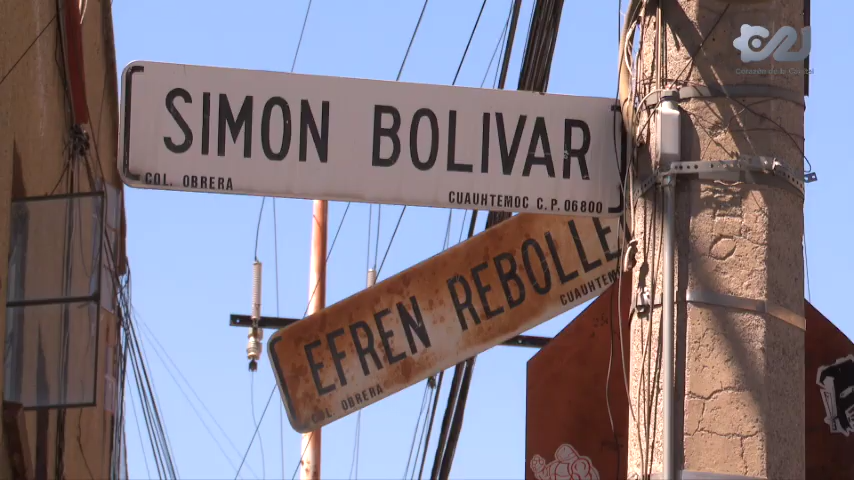 SIMON BOLIVAR
COL. OBRERA
CUAUHTEMOC C.P. 06800
EFREN REBOLLE
COL. OBRERA
CUAUHTEM